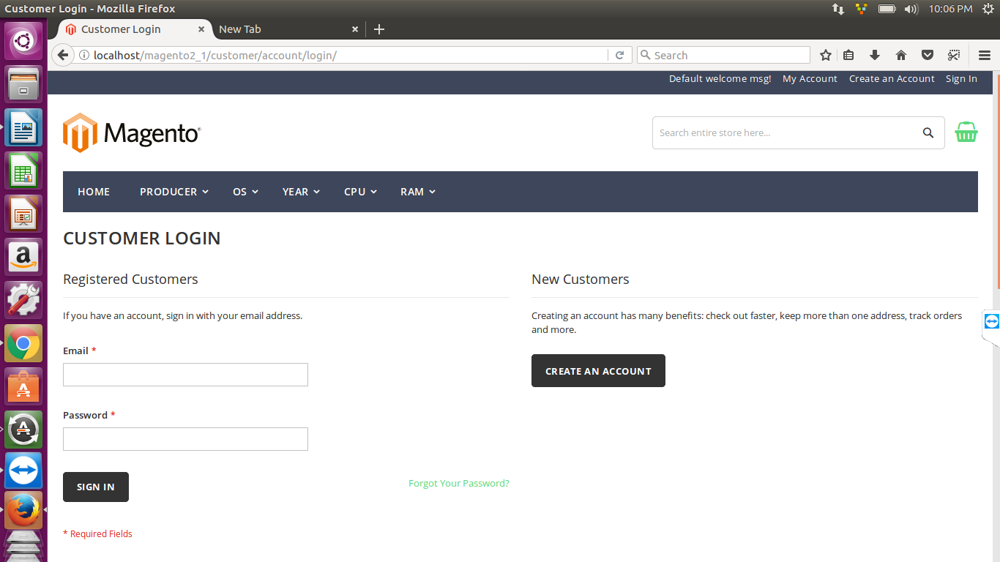 Customer Login - Mozilla Firefox
10:06 PM
Customer Login
New Tab
localhost/magento2_1/customer/account/login/
Search
Default welcome msg! My Account Create an Account Sign In
Magento®
Search entire store here...
HOME PRODUCER OS YEAR CPU RAM
CUSTOMER LOGIN
Registered Customers
If you have an account, sign in with your email address.
Email *
Password *
SIGN IN
Forgot Your Password?
* Required Fields
New Customers
Creating an account has many benefits: check out faster, keep more than one address, track orders
and more.
CREATE AN ACCOUNT